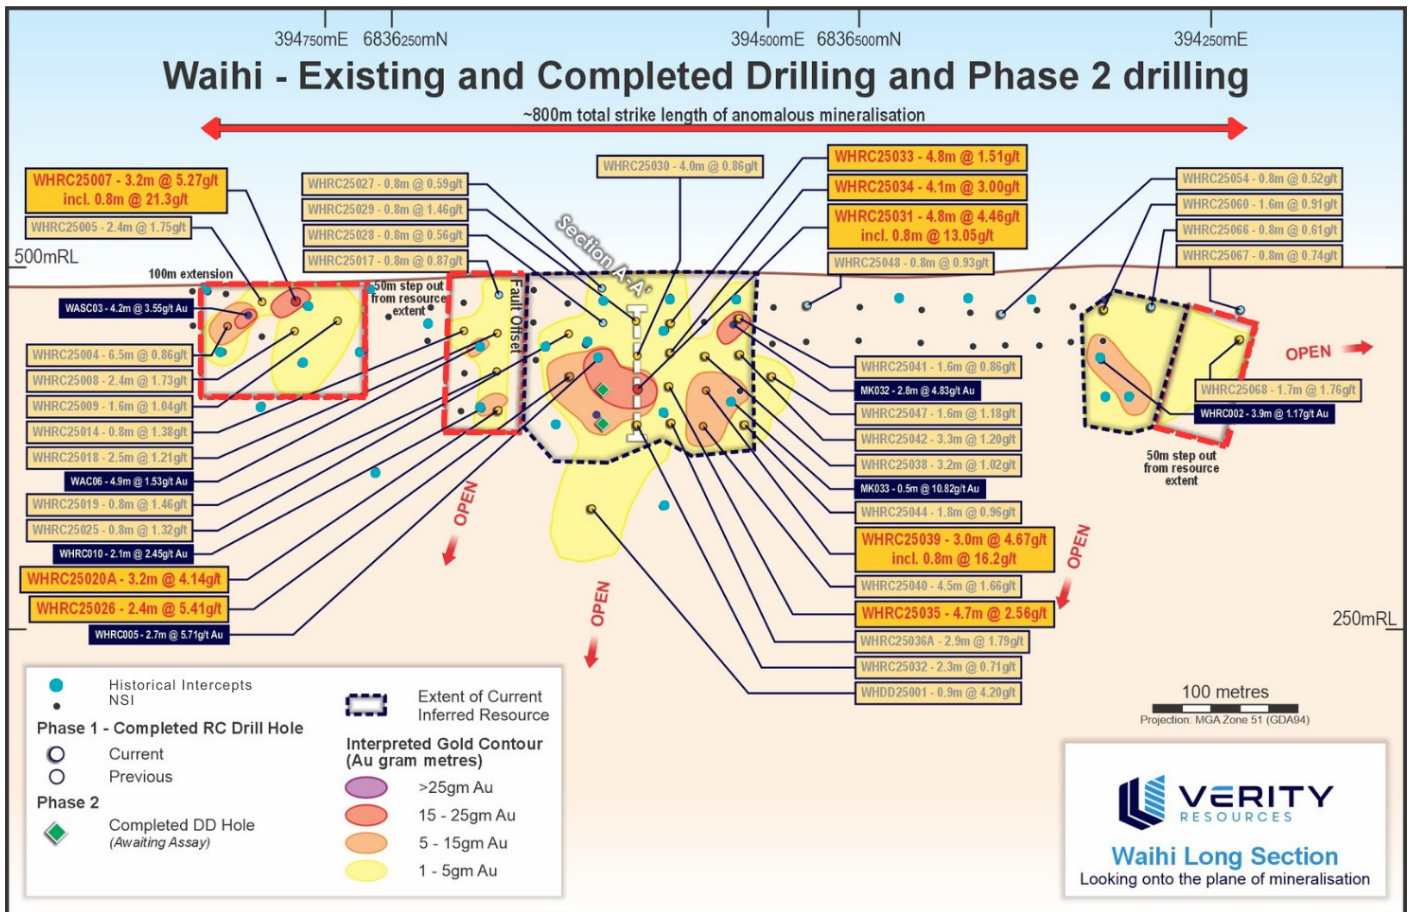 394750mE
6836250mN
394500mE
6836500mN
394250mE
Waihi - Existing and Completed Drilling and Phase 2 drilling
~800m total strike length of anomalous mineralisation
WHRC25007 - 3.2m @ 5.27g/t
incl. 0.8m @ 21.3g/t
WHRC25005 - 2.4m @ 1.75g/t
WHRC25027 - 0.8m @ 0.59g/t
WHRC25029 - 0.8m @ 1.46g/t
WHRC25028 - 0.8m @ 0.56g/t
WHRC25017 - 0.8m @ 0.87g/t
WHRC25030 - 4.0m @ 0.86g/t
WHRC25033 - 4.8m @ 1.51g/t
WHRC25034 - 4.1m @ 3.00g/t
WHRC25031 - 4.8m @ 4.46g/t
incl. 0.8m @ 13.05g/t
WHRC25048 - 0.8m @ 0.93g/t
WHRC25054 - 0.8m @ 0.52g/t
WHRC25060 - 1.6m @ 0.91g/t
WHRC25066 - 0.8m @ 0.61g/t
WHRC25067 - 0.8m @ 0.74g/t
500mRL
100m extension
50m step out
from resource
extent
Fault Offset
Section A-A'
WASC03 - 4.2m @ 3.55g/t Au
WHRC25004 - 6.5m @ 0.86g/t
WHRC25008 - 2.4m @ 1.73g/t
WHRC25009 - 1.6m @ 1.04g/t
WHRC25014 - 0.8m @ 1.38g/t
WHRC25018 - 2.5m @ 1.21g/t
WAC06 - 4.9m @ 1.53g/t Au
WHRC25019 - 0.8m @ 1.46g/t
WHRC25025 - 0.8m @ 1.32g/t
WHRC010 - 2.1m @ 2.45g/t Au
WHRC25020A - 3.2m @ 4.14g/t
WHRC25026 - 2.4m @ 5.41g/t
WHRC005 - 2.7m @ 5.71g/t Au
OPEN
OPEN
WHRC25041 - 1.6m @ 0.86g/t
MK032 - 2.8m @ 4.83g/t Au
WHRC25047 - 1.6m @ 1.18g/t
WHRC25042 - 3.3m @ 1.20g/t
WHRC25038 - 3.2m @ 1.02g/t
MK033 - 0.5m @ 10.82g/t Au
WHRC25044 - 1.8m @ 0.96g/t
WHRC25039 - 3.0m @ 4.67g/t
incl. 0.8m @ 16.2g/t
WHRC25040 - 4.5m @ 1.66g/t
WHRC25035 - 4.7m @ 2.56g/t
WHRC25036A - 2.9m @ 1.79g/t
WHRC25032 - 2.3m @ 0.71g/t
WHDD25001 - 0.9m @ 4.20g/t
OPEN
OPEN
WHRC25068 - 1.7m @ 1.76g/t
WHRC002 - 3.9m @ 1.17g/t Au
50m step out
from resource
extent
250mRL
Historical Intercepts
NSI
Phase 1 - Completed RC Drill Hole
Current
Previous
Phase 2
Completed DD Hole
(Awaiting Assay)
Extent of Current
Inferred Resource
Interpreted Gold Contour
(Au gram metres)
>25gm Au
15 - 25gm Au
5 - 15gm Au
1 - 5gm Au
100 metres
Projection: MGA Zone 51 (GDA94)
VERITY
RESOURCES
Waihi Long Section
Looking onto the plane of mineralisation